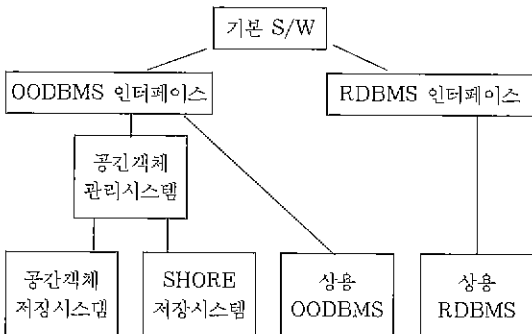 기본 S/W
OODBMS 인터페이스
RDBMS 인터페이스
공간객체
관리시스템
공간객체
저장시스템
SHORE
저장시스템
상용
OODBMS
상용
RDBMS